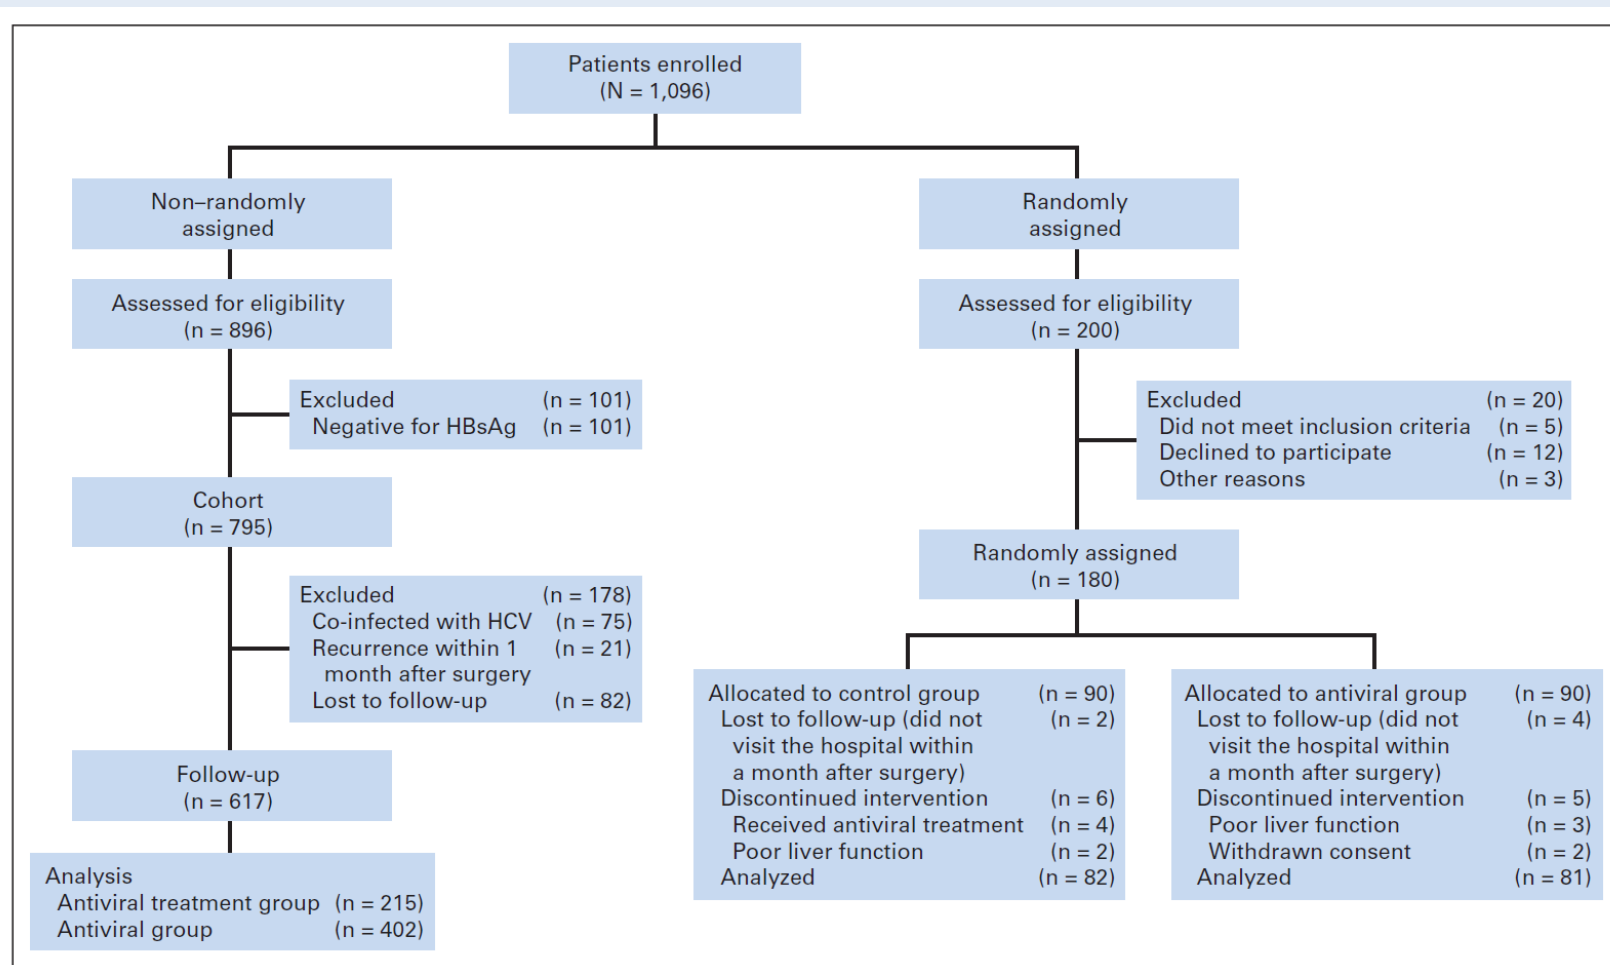 Patients enrolled
(N = 1,096)
Non–randomly
assigned
Assessed for eligibility
(n = 896)
Excluded (n = 101)
Negative for HBsAg (n = 101)
Cohort
(n = 795)
Excluded (n = 178)
Co-infected with HCV (n = 75)
Recurrence within 1 (n = 21)
month after surgery
Lost to follow-up (n = 82)
Follow-up
(n = 617)
Analysis
Antiviral treatment group (n = 215)
Antiviral group (n = 402)
Randomly
assigned
Assessed for eligibility
(n = 200)
Excluded (n = 20)
Did not meet inclusion criteria (n = 5)
Declined to participate (n = 12)
Other reasons (n = 3)
Randomly assigned
(n = 180)
Allocated to control group (n = 90)
Lost to follow-up (did not (n = 2)
visit the hospital within
a month after surgery)
Discontinued intervention (n = 6)
Received antiviral treatment (n = 4)
Poor liver function (n = 2)
Analyzed (n = 82)
Allocated to antiviral group (n = 90)
Lost to follow-up (did not (n = 4)
visit the hospital within
a month after surgery)
Discontinued intervention (n = 5)
Poor liver function (n = 3)
Withdrawn consent (n = 2)
Analyzed (n = 81)